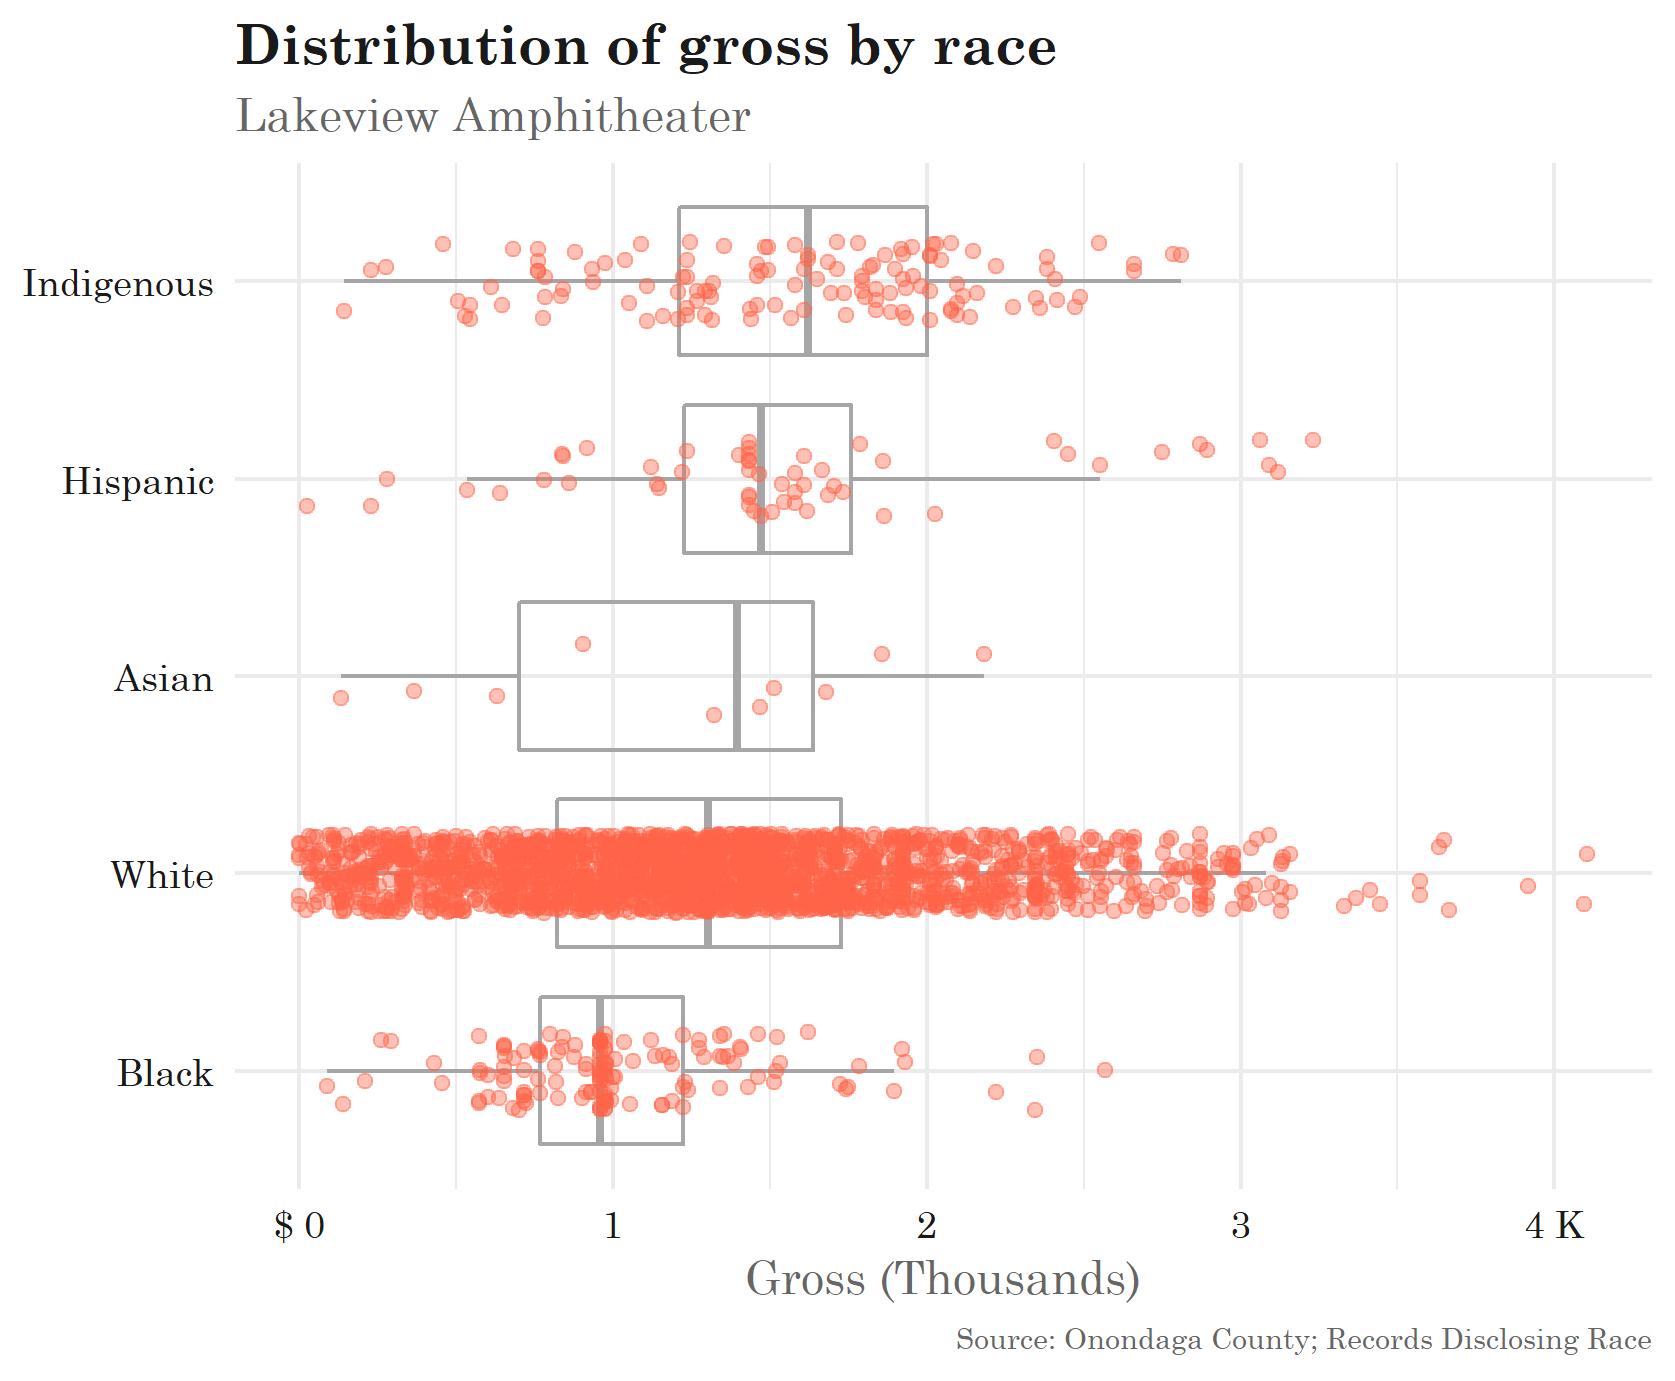 Distribution of gross by race
Lakeview Amphitheater
Indigenous
Hispanic
Asian
White
Black
$ 0 1 2 3 4 K
Gross (Thousands)
Source: Onondaga County; Records Disclosing Race